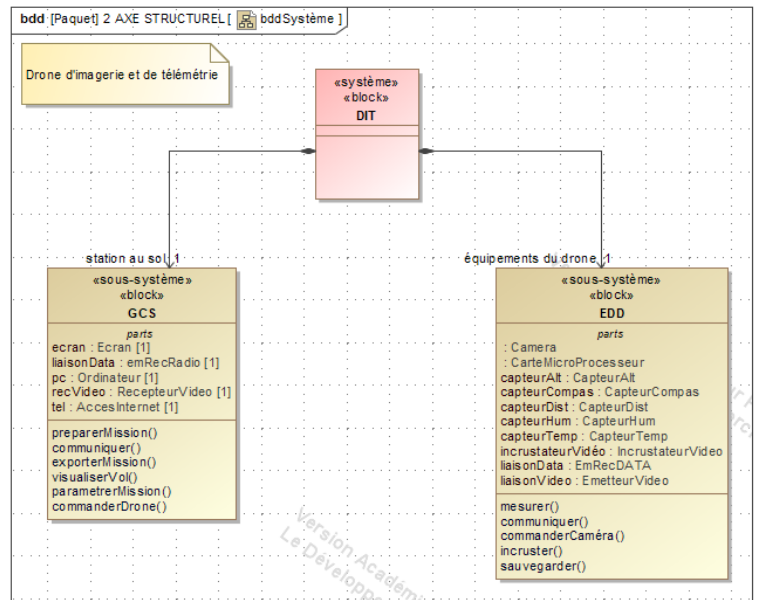 bdd [Paquet] 2 AXE STRUCTUREL [ bddSystème ]
Drone d'imagerie et de télémétrie
«système»
«block»
DIT
station au sol 1
équipements du drone 1
«sous-système»
«block»
GCS
parts
ecran : Ecran [1]
liaisonData : emRecRadio [1]
pc : Ordinateur [1]
recVideo : RecepteurVideo [1]
tel : AccesInternet [1]
preparerMission()
communiquer()
exporterMission()
visualiserVol()
parametrerMission()
commanderDrone()
«sous-système»
«block»
EDD
parts
: Camera
: CarteMicroProcesseur
capteurAlt : CapteurAlt
capteurCompas : CapteurCompas
capteurDist : CapteurDist
capteurHum : CapteurHum
capteurTemp : CapteurTemp
incrustateurVidéo : IncrustateurVideo
liaisonData : EmRecDATA
liaisonVideo : EmetteurVideo
mesurer()
communiquer()
commanderCaméra()
incruster()
sauvegarder()
Version Académi
Le Développe